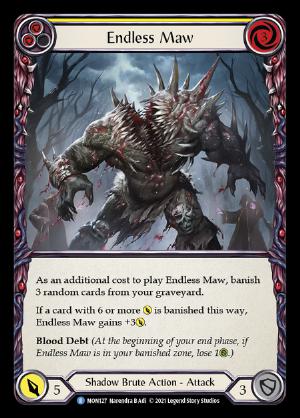 Endless Maw
3
As an additional cost to play Endless Maw, banish
3 random cards from your graveyard.
If a card with 6 or more is banished this way,
Endless Maw gains +3.
Blood Debt (At the beginning of your end phase, if
Endless Maw is in your banished zone, lose 1.)
5
Shadow Brute Action - Attack
3
MON127 Narendra B Adi © 2021 Legend Story Studios